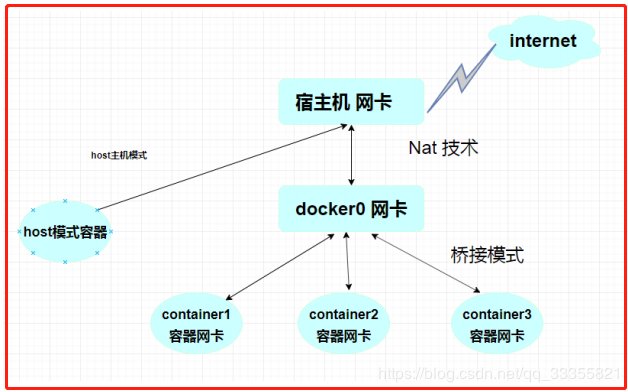 internet
宿主机 网卡
Nat 技术
host主机模式
docker0 网卡
host模式容器
桥接模式
container1
容器网卡
container2
容器网卡
container3
容器网卡
https://blog.csdn.net/qq_33355821